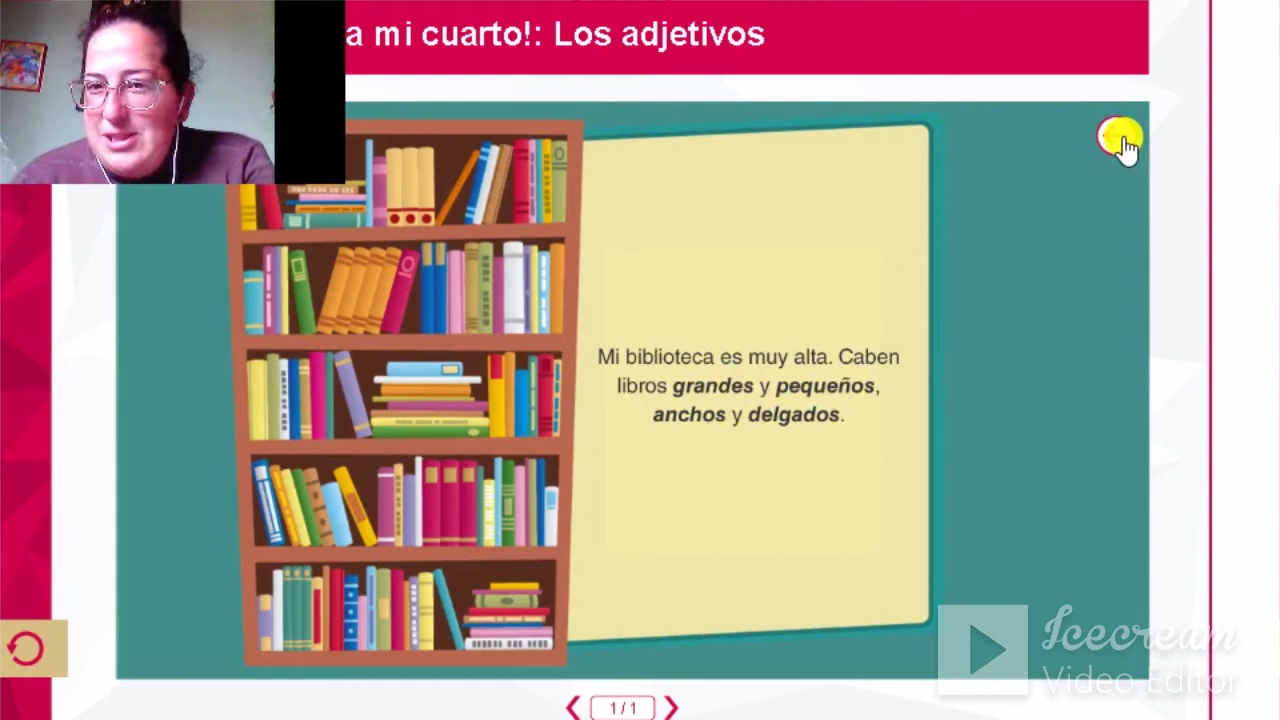 a mi cuarto!: Los adjetivos
Mi biblioteca es muy alta. Caben
libros grandes y pequeños,
anchos y delgados.
1/1
Icecream
Video Editor